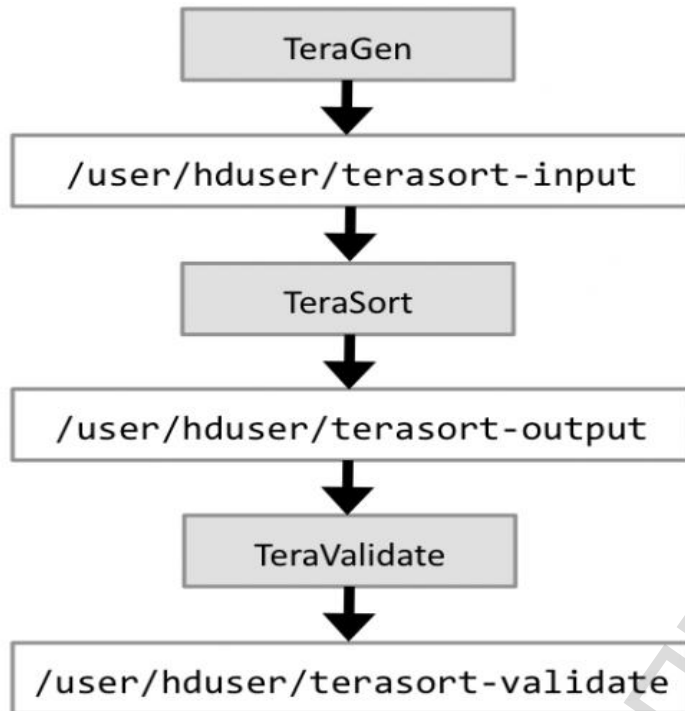 TeraGen
/user/hduser/terasort-input
TeraSort
/user/hduser/terasort-output
TeraValidate
/user/hduser/terasort-validate